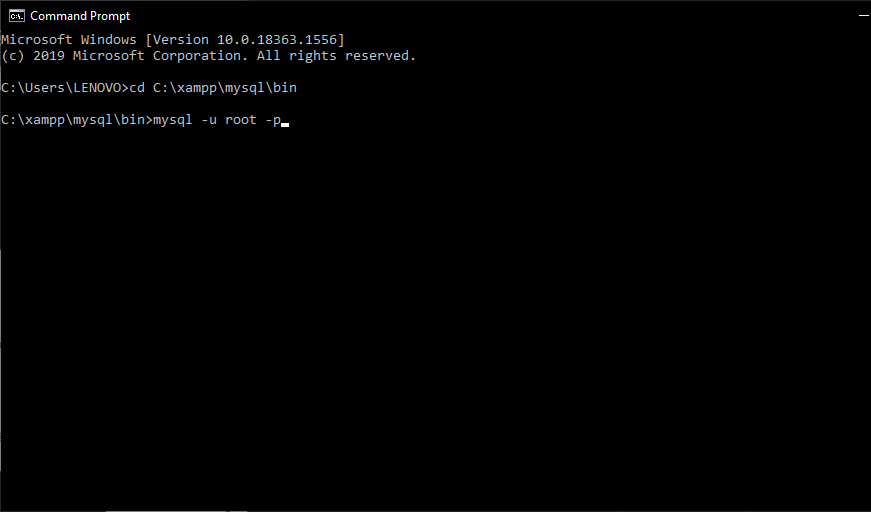 Command Prompt
Microsoft Windows [Version 10.0.18363.1556]
(c) 2019 Microsoft Corporation. All rights reserved.
C:\Users\LENOVO>cd C:\xampp\mysql\bin
C:\xampp\mysql\bin>mysql -u root -p